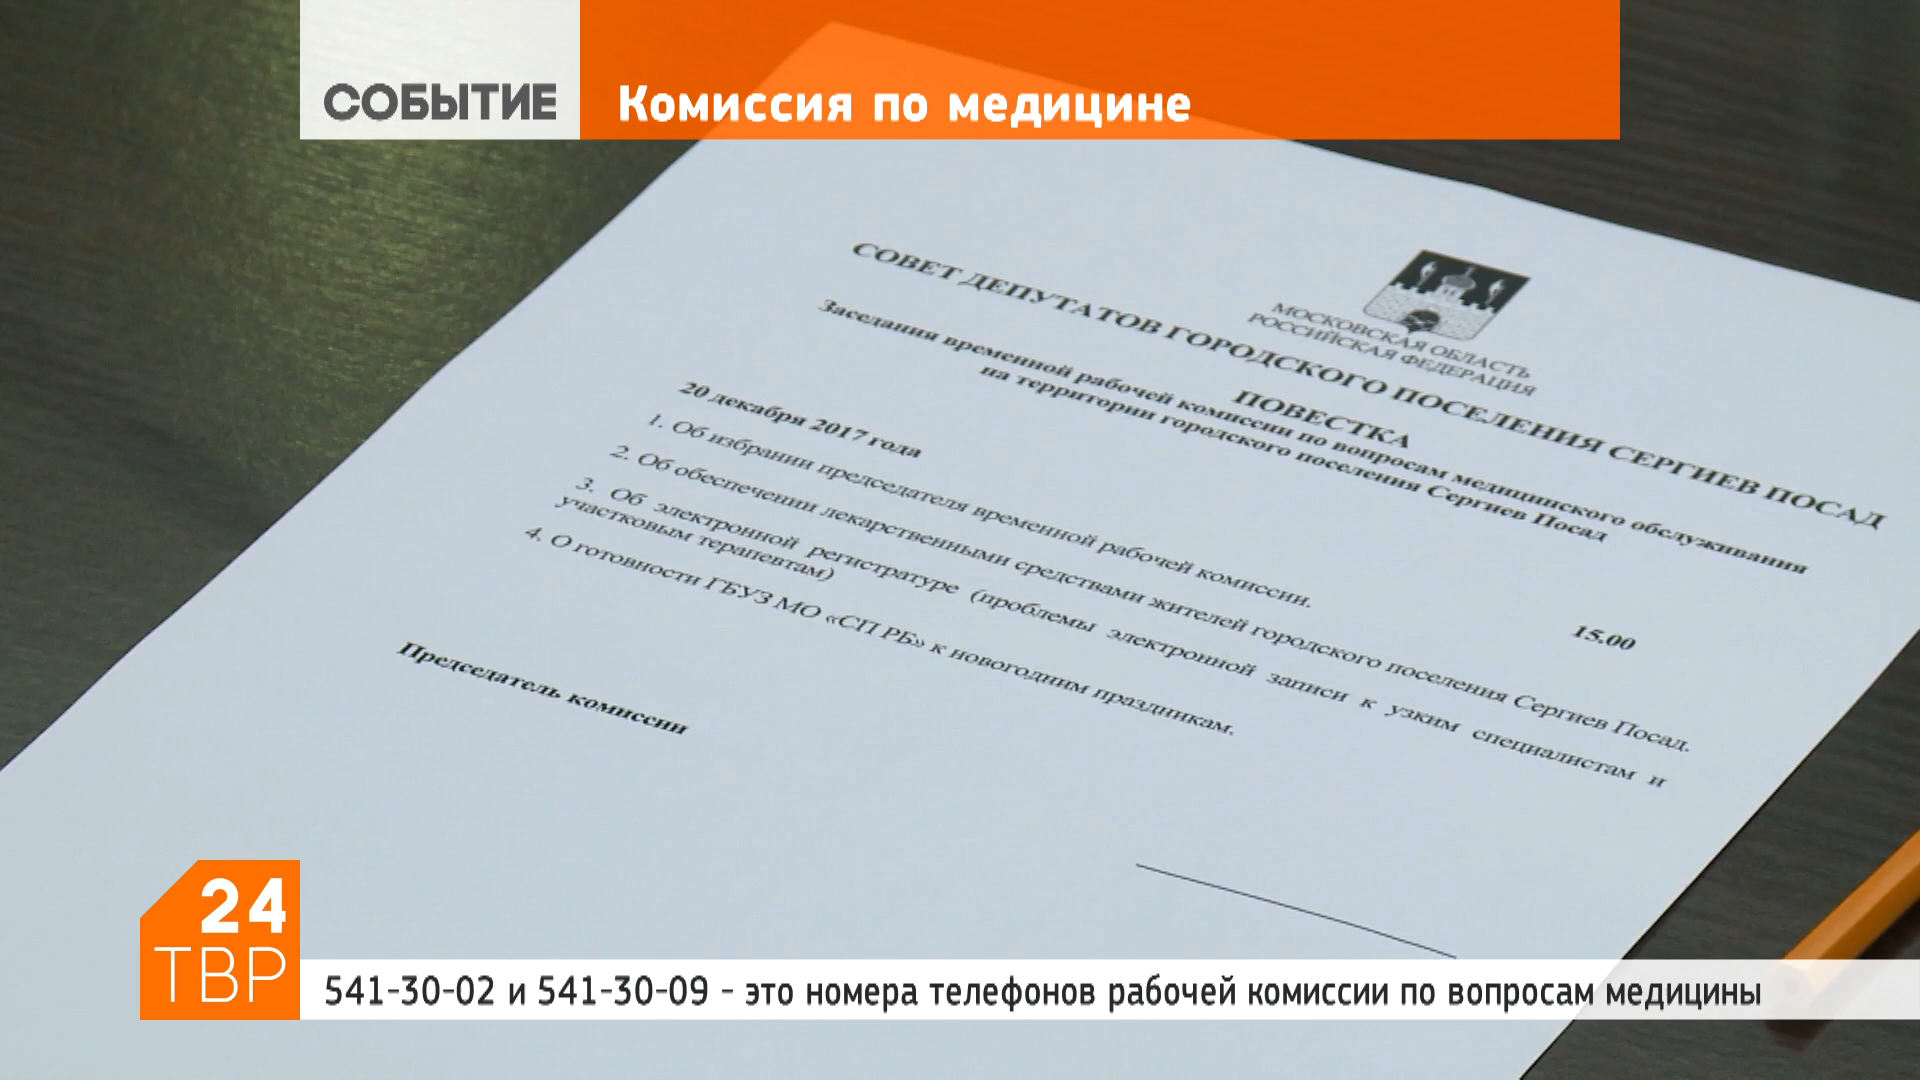 СОБЫТИЕ
Комиссия по медицине
МОСКОВСКАЯ ОБЛАСТЬ
РОССИЙСКАЯ ФЕДЕРАЦИЯ
СОВЕТ ДЕПУТАТОВ ГОРОДСКОГО ПОСЕЛЕНИЯ СЕРГИЕВ ПОСАД
ПОВЕСТКА
Заседания временной рабочей комиссии по вопросам медицинского обслуживания
на территории городского поселения Сергиев Посад
20 декабря 2017 года
15.00
1. Об избрании председателя временной рабочей комиссии.
2. Об обеспечении лекарственными средствами жителей городского поселения Сергиев Посад.
3. Об электронной регистратуре (проблемы электронной записи к узким специалистам и
участковым терапевтам)
4. О готовности ГБУЗ МО «СП РБ» к новогодним праздникам.
Председатель комиссии
24
ТВР
541-30-02 и 541-30-09 - это номера телефонов рабочей комиссии по вопросам медицины